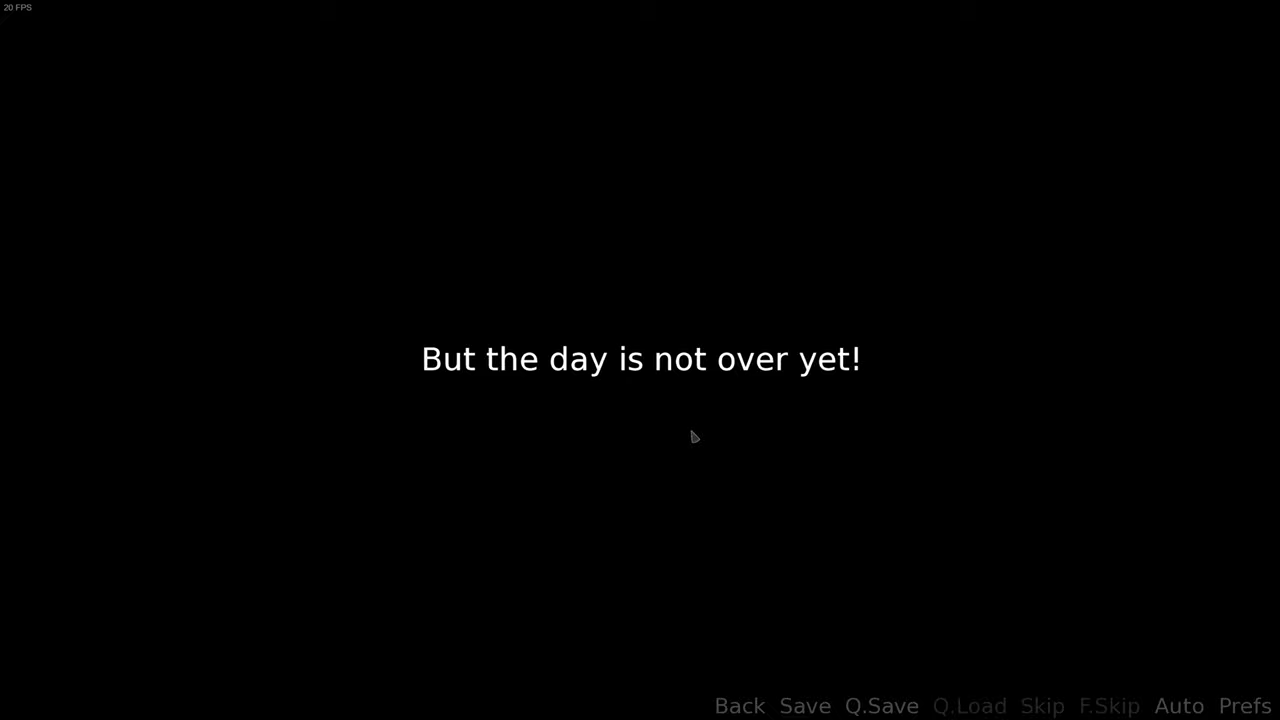 20 FPS
But the day is not over yet!
Back Save Q.Save Q.Load Skip F.Skip Auto Prefs